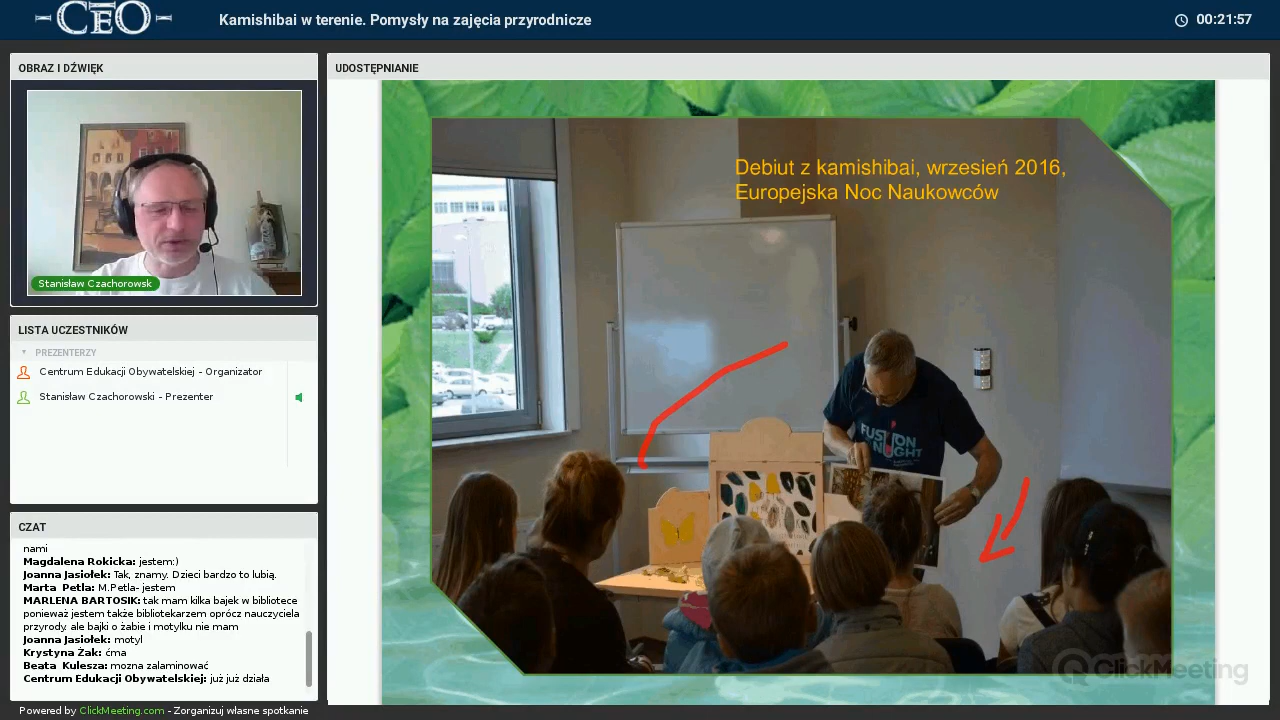 CEO
Kamishibai w terenie. Pomysły na zajęcia przyrodnicze
00:21:57
OBRAZ I DŹWIĘK
Stanisław Czachorowsk
LISTA UCZESTNIKÓW
PREZENTERZY
Centrum Edukacji Obywatelskiej - Organizator
Stanisław Czachorowski - Prezenter
CZAT
nami
Magdalena Rokicka: jestem:)
Joanna Jasiołek: Tak, znamy. Dzieci bardzo to lubią.
Marta Petla: M.Petla- jestem
MARLENA BARTOSIK: tak mam kilka bajek w bibliotece
ponieważ jestem także bibliotekarzem oprócz nauczyciela
przyrody. ale bajki o żabie i motylku nie mam
Joanna Jasiołek: motyl
Krystyna Żak: ćma
Beata Kulesza: mozna zalaminować
Centrum Edukacji Obywatelskiej: już już działa
Powered by ClickMeeting.com - Zorganizuj własne spotkanie
UDOSTĘPNIANIE
Debiut z kamishibai, wrzesień 2016,
Europejska Noc Naukowców
FUSION
NIGHT
ClickMeeting